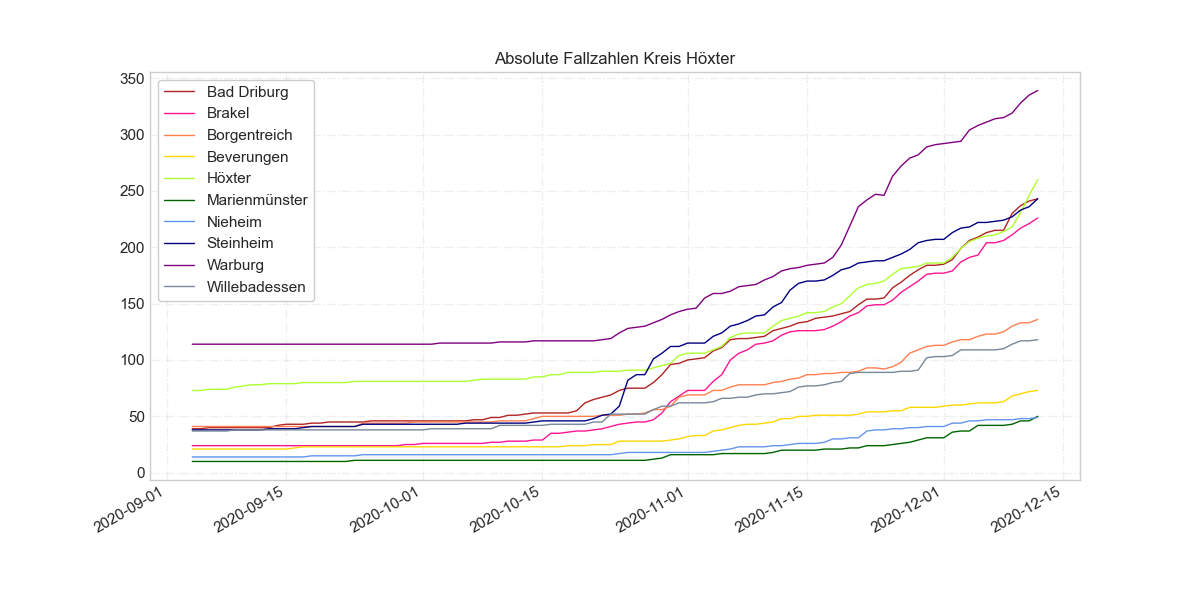 Absolute Fallzahlen Kreis Höxter
350
300
250
200
150
100
50
0
Bad Driburg
Brakel
Borgentreich
Beverungen
Höxter
Marienmünster
Nieheim
Steinheim
Warburg
Willebadessen
2020-09-01
2020-09-15
2020-10-01
2020-10-15
2020-11-01
2020-11-15
2020-12-01
2020-12-15